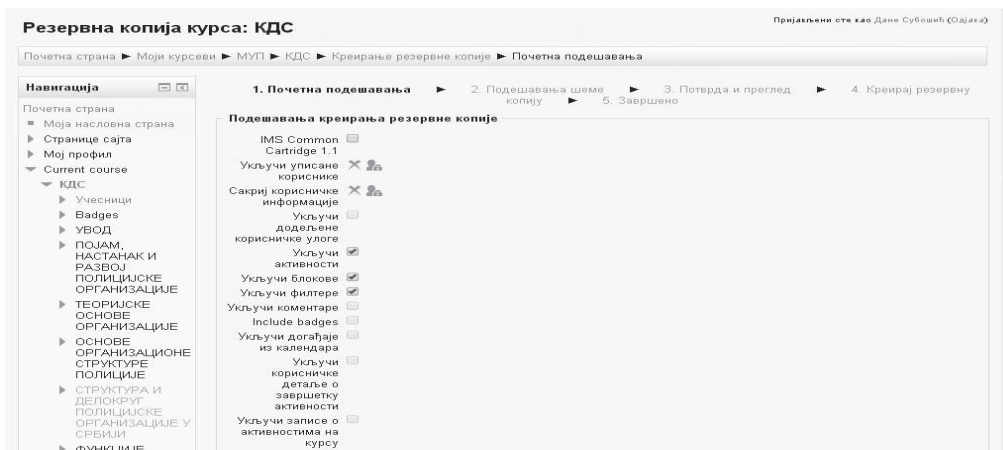 Резервна копија курса: КДС
Пријављени сте као Дане Субошић (Одјава)
Почетна страна ► Моји курсеви ► МУП ► КДС ► Креирање резервне копије ► Почетна подешавања
Навигација
Почетна страна
Моја насловна страна
Странице сајта
Мој профил
Current course
КДС
Учесници
Badges
УВОД
ПОЈАМ,
НАСТАНАК И
РАЗВОЈ
ПОЛИЦИЈСКЕ
ОРГАНИЗАЦИЈЕ
ТЕОРИЈСКЕ
ОСНОВЕ
ОРГАНИЗАЦИЈЕ
ОСНОВЕ
ОРГАНИЗАЦИОНЕ
СТРУКТУРЕ
ПОЛИЦИЈЕ
СТРУКТУРА И
ДЕЛОКРУГ
ПОЛИЦИЈСКЕ
ОРГАНИЗАЦИЈЕ У
СРБИЈИ
ФУНКЦИЈЕ
1. Почетна подешавања ► 2. Подешавања шеме ► 3. Потврда и преглед ► 4. Креирај резервну
копију ► 5. Завршено
Подешавања креирања резервне копије
IMS Common
Cartridge 1.1
Укључи уписане
кориснике
Сакриј корисничке
информације
Укључи
додељене
корисничке улоге
Укључи
активности
Укључи блокове
Укључи филтере
Укључи коментаре
Include badges
Укључи догађаје
из календара
Укључи
корисничке
детаље о
завршетку
активности
Укључи записе о
активностима на
курсу